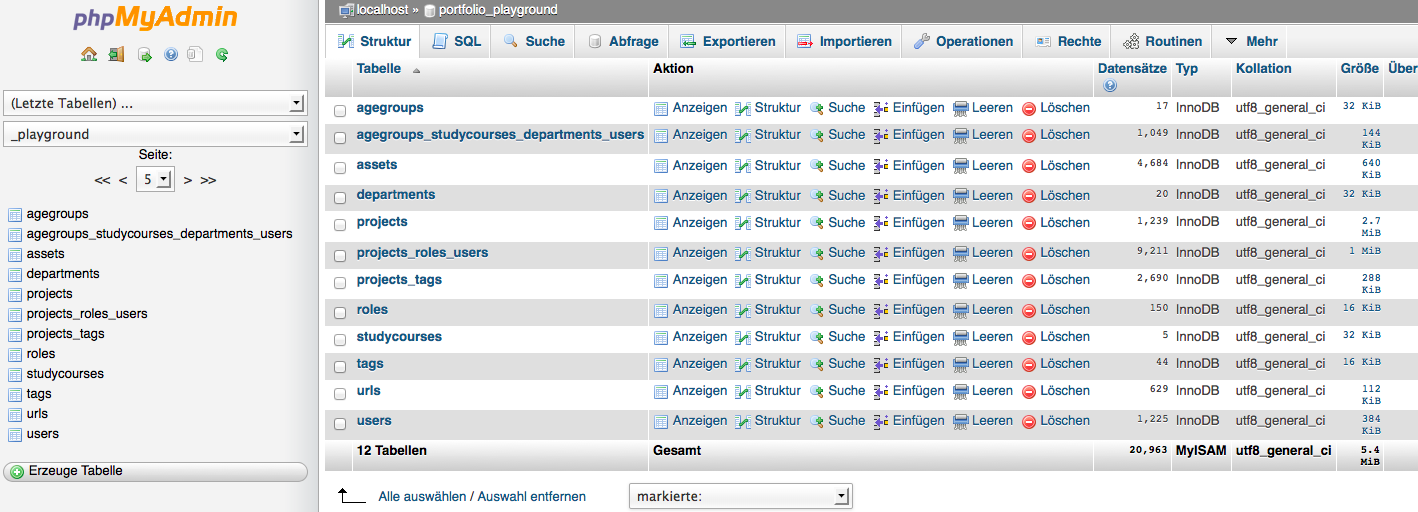 phpMyAdmin
(Letzte Tabellen) ...
_playground
Seite:
<< < 5 > >>
agegroups
agegroups_studycourses_departments_users
assets
departments
projects
projects_roles_users
projects_tags
roles
studycourses
tags
urls
users
Erzeuge Tabelle
localhost » portfolio_playground
Struktur SQL Suche Abfrage Exportieren Importieren Operationen Rechte Routinen Mehr
Tabelle Aktion Datensätze Typ Kollation Größe Über
agegroups Anzeigen Struktur Suche Einfügen Leeren Löschen 17 InnoDB utf8_general_ci 32 KiB
agegroups_studycourses_departments_users Anzeigen Struktur Suche Einfügen Leeren Löschen 1,049 InnoDB utf8_general_ci 144 KiB
assets Anzeigen Struktur Suche Einfügen Leeren Löschen 4,684 InnoDB utf8_general_ci 640 KiB
departments Anzeigen Struktur Suche Einfügen Leeren Löschen 20 InnoDB utf8_general_ci 32 KiB
projects Anzeigen Struktur Suche Einfügen Leeren Löschen 1,239 InnoDB utf8_general_ci 2.7 MiB
projects_roles_users Anzeigen Struktur Suche Einfügen Leeren Löschen 9,211 InnoDB utf8_general_ci 1 MiB
projects_tags Anzeigen Struktur Suche Einfügen Leeren Löschen 2,690 InnoDB utf8_general_ci 288 KiB
roles Anzeigen Struktur Suche Einfügen Leeren Löschen 150 InnoDB utf8_general_ci 16 KiB
studycourses Anzeigen Struktur Suche Einfügen Leeren Löschen 5 InnoDB utf8_general_ci 32 KiB
tags Anzeigen Struktur Suche Einfügen Leeren Löschen 44 InnoDB utf8_general_ci 16 KiB
urls Anzeigen Struktur Suche Einfügen Leeren Löschen 629 InnoDB utf8_general_ci 112 KiB
users Anzeigen Struktur Suche Einfügen Leeren Löschen 1,225 InnoDB utf8_general_ci 384 KiB
12 Tabellen Gesamt 20,963 MyISAM utf8_general_ci 5.4 MiB
Alle auswählen / Auswahl entfernen markierte: